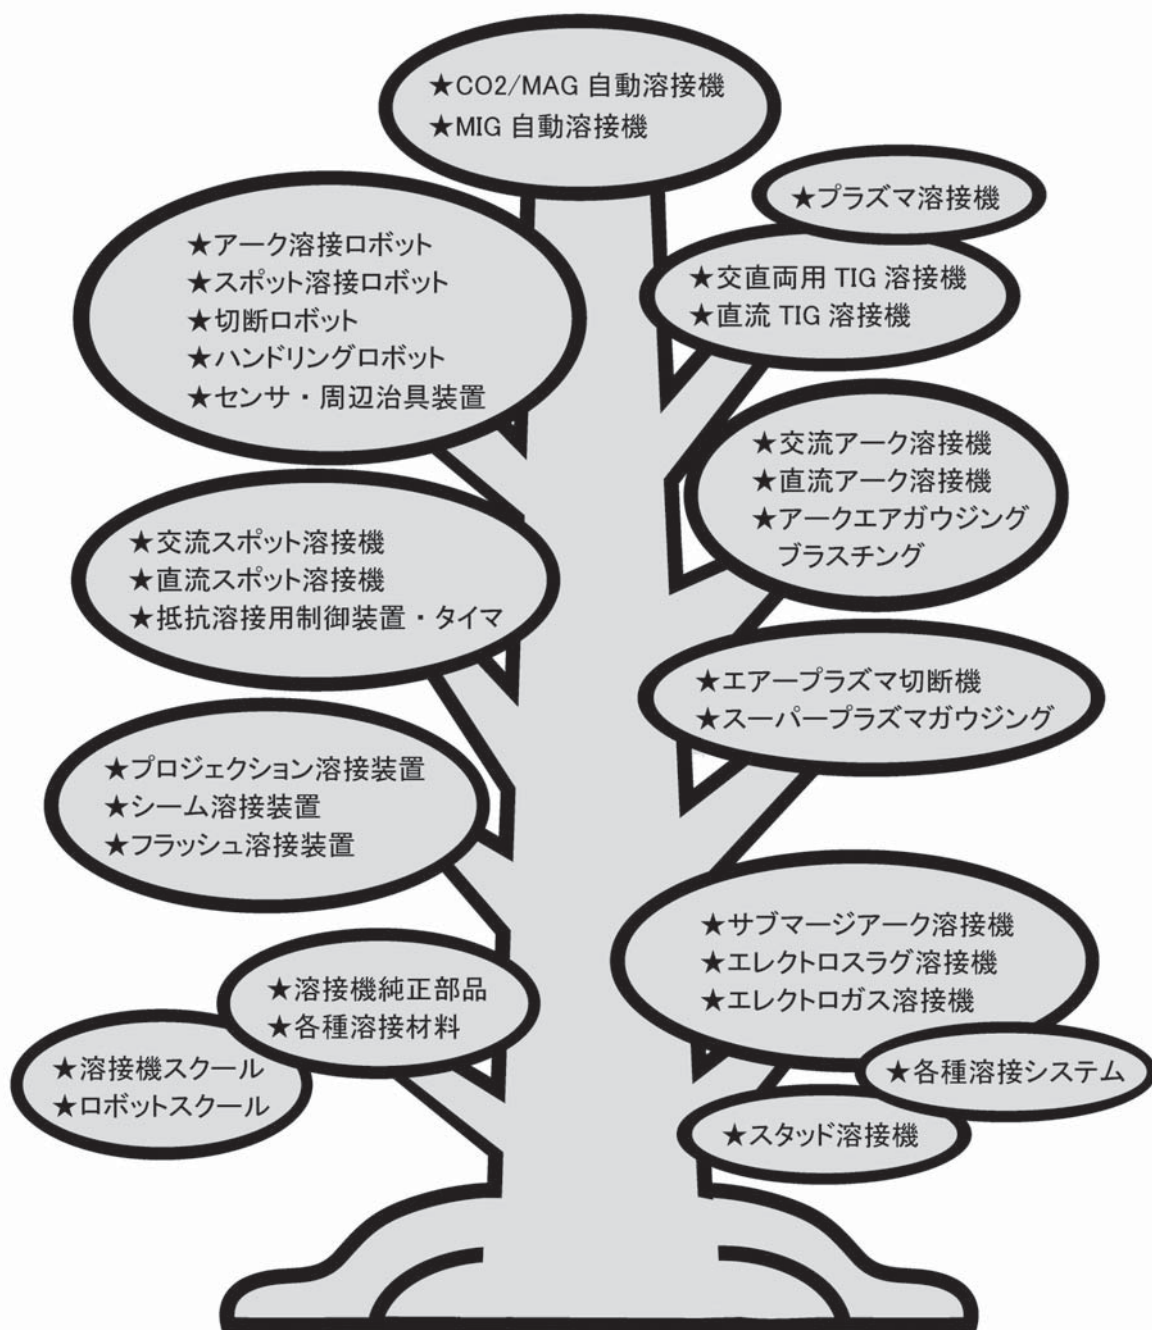 ★CO2/MAG 自動溶接機
★MIG 自動溶接機
★プラズマ溶接機
★アーク溶接ロボット
★スポット溶接ロボット
★切断ロボット
★ハンドリングロボット
★センサ・周辺治具装置
★交直両用 TIG 溶接機
★直流 TIG 溶接機
★交流アーク溶接機
★直流アーク溶接機
★アークエアガウジング
ブラスチング
★交流スポット溶接機
★直流スポット溶接機
★抵抗溶接用制御装置・タイマ
★エアープラズマ切断機
★スーパープラズマガウジング
★プロジェクション溶接装置
★シーム溶接装置
★フラッシュ溶接装置
★サブマージアーク溶接機
★エレクトロスラグ溶接機
★エレクトロガス溶接機
★溶接機純正部品
★各種溶接材料
★溶接機スクール
★ロボットスクール
★各種溶接システム
★スタッド溶接機